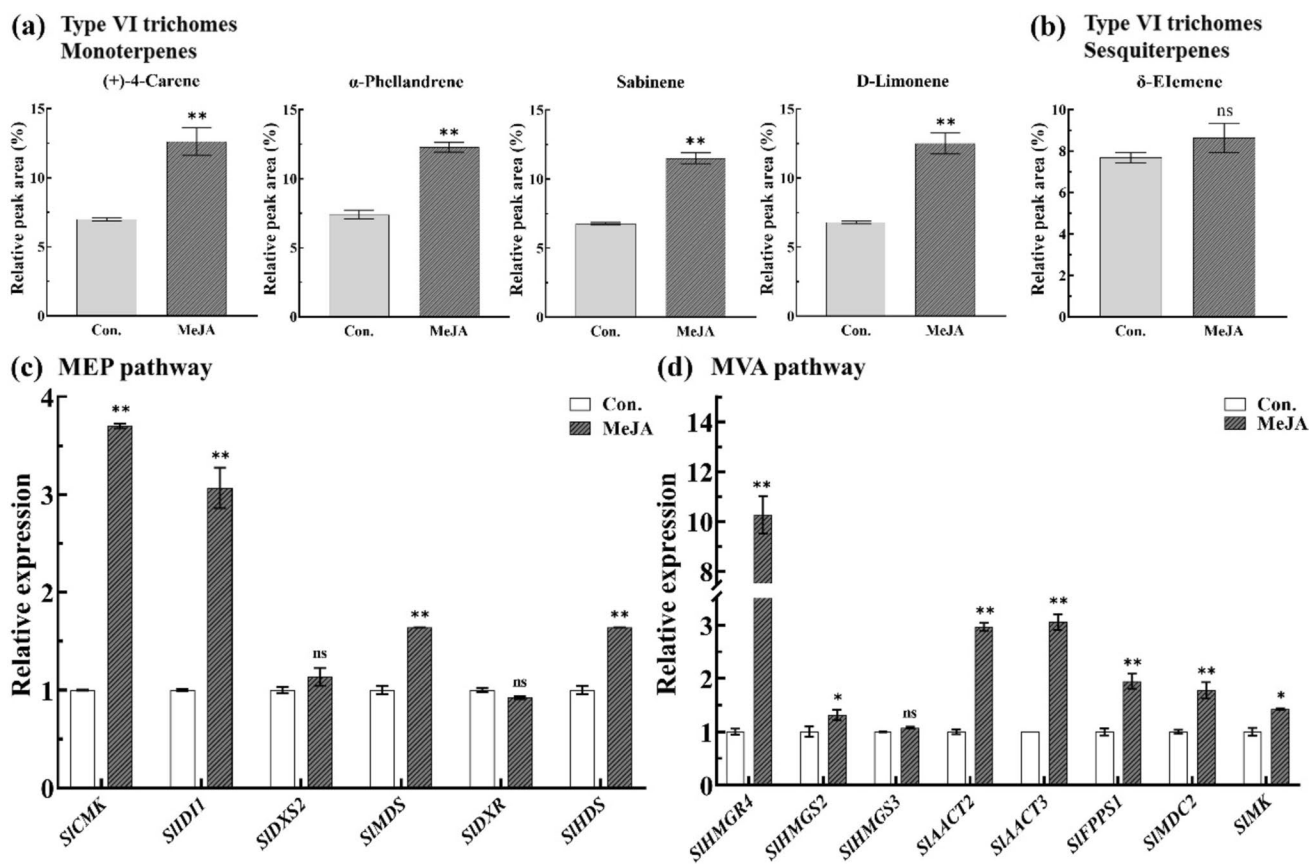 (a) Type VI trichomes
Monoterpenes
(b) Type VI trichomes
Sesquiterpenes
(+)-4-Carene
Relative peak area (%)
15
10
5
0
**
Con.
MeJA
α-Phellandrene
Relative peak area (%)
15
10
5
0
**
Con.
MeJA
Sabinene
Relative peak area (%)
15
10
5
0
**
Con.
MeJA
D-Limonene
Relative peak area (%)
15
10
5
0
**
Con.
MeJA
δ-Elemene
Relative peak area (%)
10
8
6
4
2
0
ns
Con.
MeJA
(c) MEP pathway
Con.
MeJA
Relative expression
4
3
2
1
0
**
**
ns
**
ns
**
SlCMK
SlIDI1
SlDXS2
SlMDS
SlDXR
SlHDS
(d) MVA pathway
Con.
MeJA
Relative expression
14
12
10
8
3
2
1
0
**
*
ns
**
**
**
**
*
SlHMGR4
SlHMGS2
SlHMGS3
SlAACT2
SlAACT3
SlFPPS1
SlMDC2
SlMK